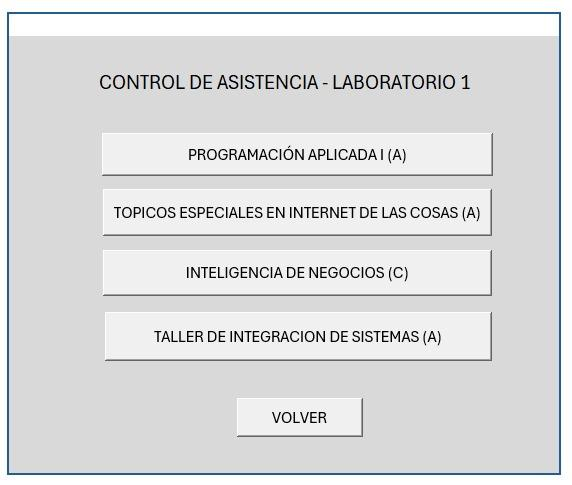 CONTROL DE ASISTENCIA - LABORATORIO 1
PROGRAMACIÓN APLICADA I (A)
TOPICOS ESPECIALES EN INTERNET DE LAS COSAS (A)
INTELIGENCIA DE NEGOCIOS (C)
TALLER DE INTEGRACION DE SISTEMAS (A)
VOLVER